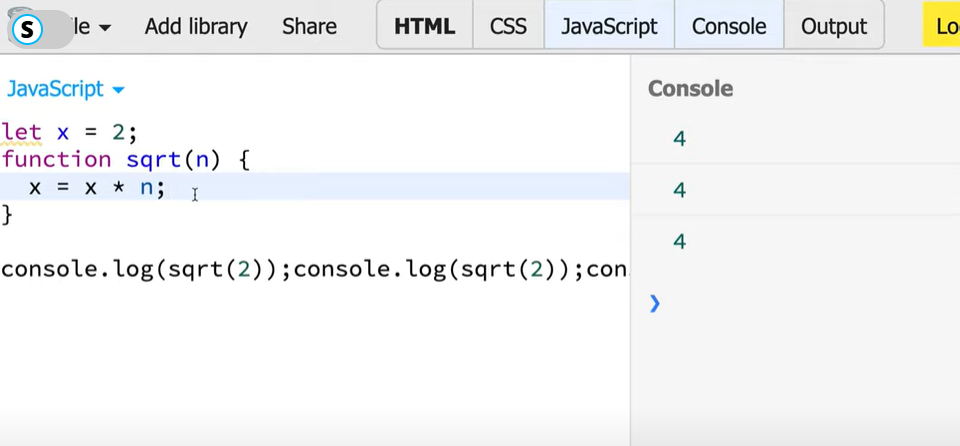 S le Add library Share HTML CSS JavaScript Console Output Lo
JavaScript
Console
let x = 2;
function sqrt(n) {
x = x * n;
}
console.log(sqrt(2));console.log(sqrt(2));con
4
4
4